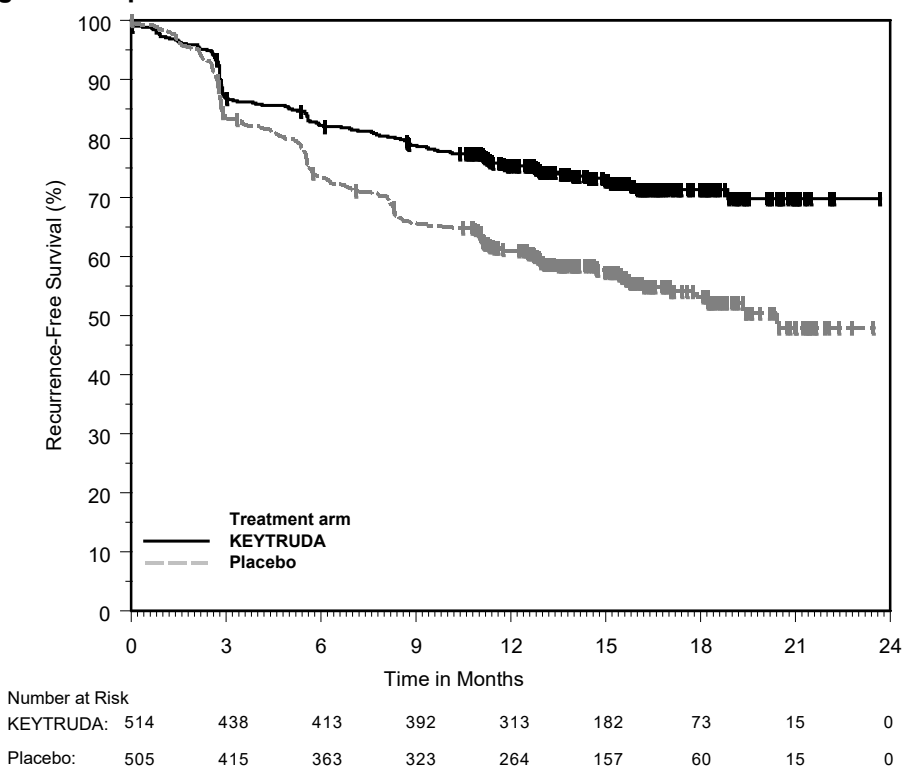 100
90
80
70
60
50
40
30
20
10
0
Recurrence-Free Survival (%)
Treatment arm
KEYTRUDA
Placebo
0 3 6 9 12 15 18 21 24
Time in Months
Number at Risk
KEYTRUDA: 514 438 413 392 313 182 73 15 0
Placebo: 505 415 363 323 264 157 60 15 0